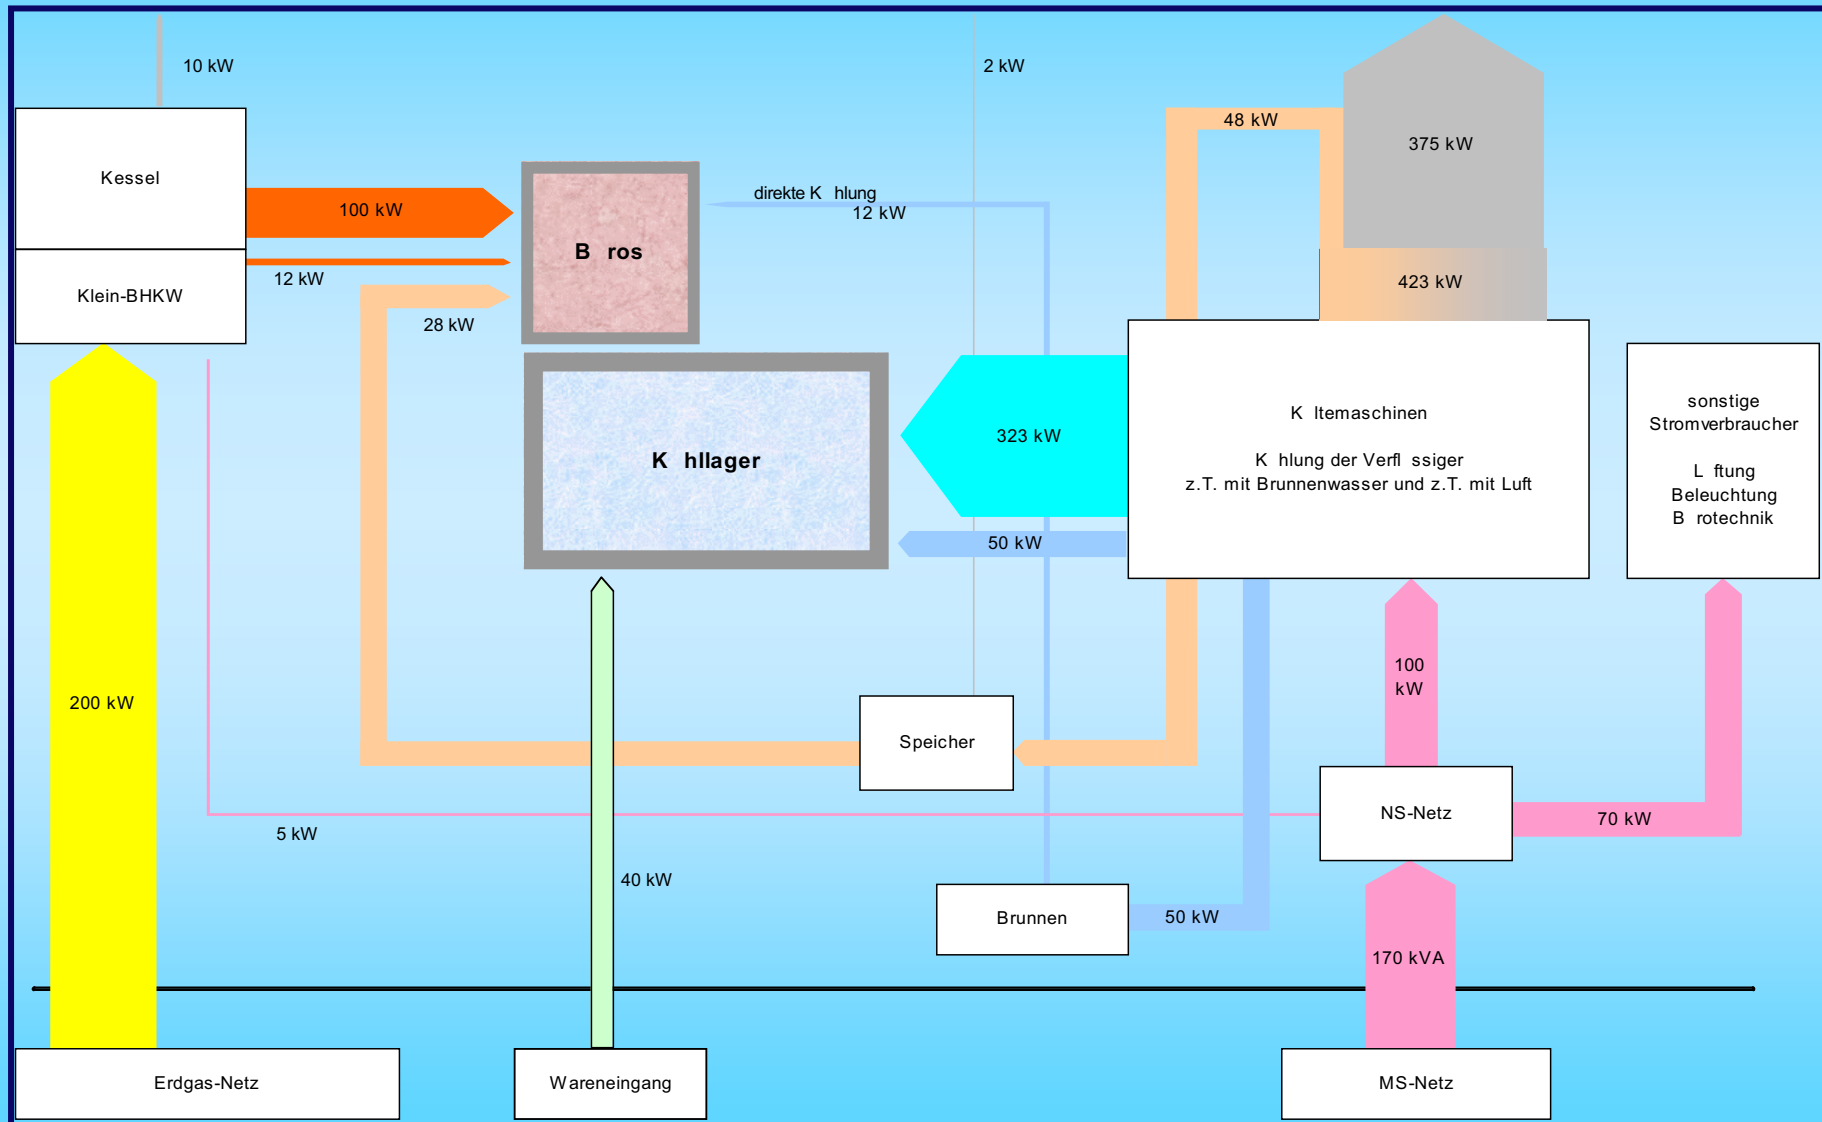 10 kW
2 kW
48 kW
375 kW
Kessel
100 kW
direkte K hlung
12 kW
B ros
12 kW
Klein-BHKW
28 kW
423 kW
K ltemaschinen
K hlung der Verfl ssiger
z.T. mit Brunnenwasser und z.T. mit Luft
sonstige
Stromverbraucher
L ftung
Beleuchtung
B rotechnik
323 kW
K hllager
50 kW
100
kW
200 kW
Speicher
NS-Netz
70 kW
5 kW
40 kW
Brunnen
50 kW
170 kVA
Erdgas-Netz
Wareneingang
MS-Netz